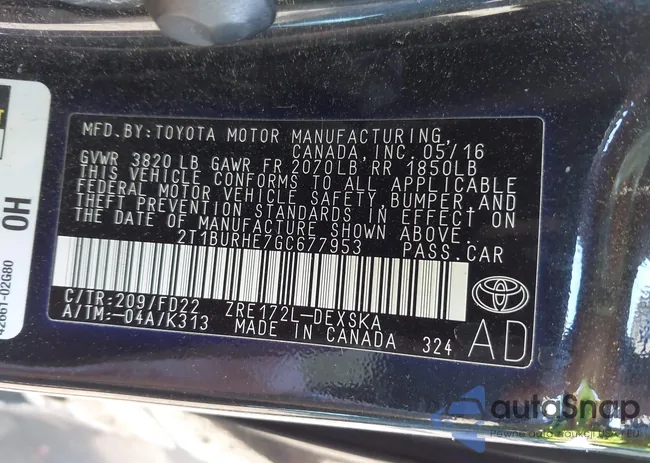 MFD.BY:TOYOTA MOTOR MANUFACTURING,
CANADA,INC. 05/16
GVWR 3820 LB GAWR FR 2070LB RR 1850LB
THIS VEHICLE CONFORMS TO ALL APPLICABLE
FEDERAL MOTOR VEHICLE SAFETY, BUMPER, AND
THEFT PREVENTION STANDARDS IN EFFECT ON
THE DATE OF MANUFACTURE SHOWN ABOVE.
2T1BURHE7GC677953 PASS.CAR
C/TR:209/FD22 ZRE172L-DEXSKA
A/TM:-04A/K313 MADE IN CANADA 324
AD
OH
42661-02G80
autoSnap